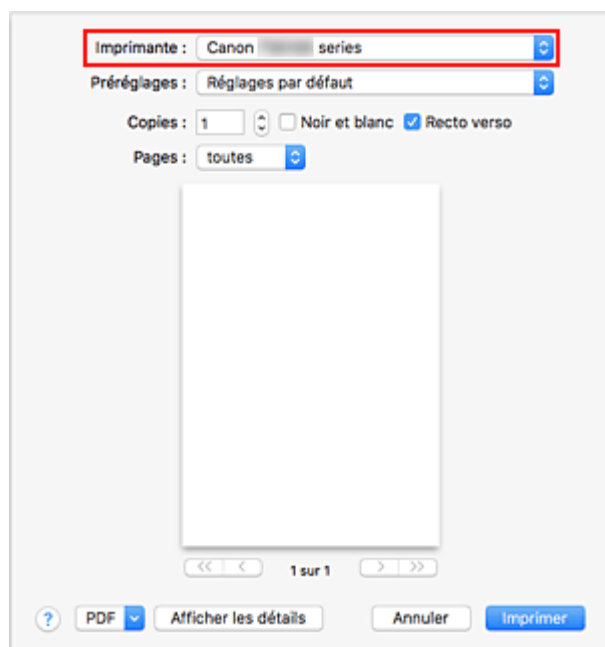 Imprimante : Canon series
Préréglages : Réglages par défaut
Copies : 1 Noir et blanc Recto verso
Pages : toutes
<< < 1 sur 1 > >>
? PDF Afficher les détails Annuler Imprimer